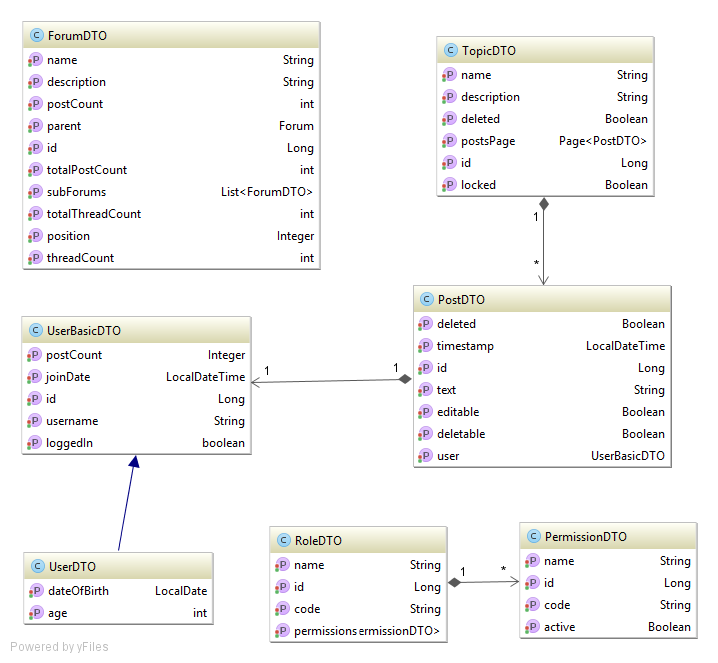 ForumDTO
name String
description String
postCount int
parent Forum
id Long
totalPostCount int
subForums List<ForumDTO>
totalThreadCount int
position Integer
threadCount int
TopicDTO
name String
description String
deleted Boolean
postsPage Page<PostDTO>
id Long
locked Boolean
1
*
PostDTO
deleted Boolean
timestamp LocalDateTime
id Long
text String
editable Boolean
deletable Boolean
user UserBasicDTO
UserBasicDTO
postCount Integer
joinDate LocalDateTime
id Long
username String
loggedIn boolean
1 1
UserDTO
dateOfBirth LocalDate
age int
RoleDTO
name String
id Long
code String
permissions ermissionDTO>
1 *
PermissionDTO
name String
id Long
code String
active Boolean
Powered by yFiles